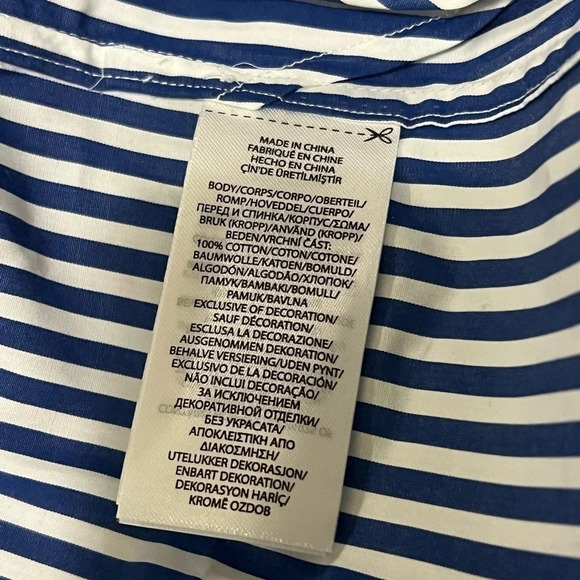 MADE IN CHINA
FABRIQUÉ EN CHINE
HECHO EN CHINA
ÇİN'DE ÜRETİLMİŞTİR
BODY/CORPS/CORPO/OBERTEIL/
ROMP/HOVEDDEL/CUERPO/
ПЕРЕД И СПИНКА/КОРПУС/ΣΩΜΑ/
BRUK (KROPP)/ANVÄND (KROPP)/
BEDEN/VRCHNÍ ČÁST:
100% COTTON/COTON/COTONE/
BAUMWOLLE/KATOEN/BOMULD/
ALGODÓN/ALGODÃO/ХЛОПОК/
ПАМУК/ΒΑΜΒΑΚΙ/BOMULL/
PAMUK/BAVLNA
EXCLUSIVE OF DECORATION/
SAUF DÉCORATION/
ESCLUSA LA DECORAZIONE/
AUSGENOMMEN DEKORATION/
BEHALVE VERSIERING/UDEN PYNT/
EXCLUSIVO DE LA DECORACIÓN/
NÃO INCLUI DECORAÇÃO/
ЗА ИСКЛЮЧЕНИЕМ
ДЕКОРАТИВНОЙ ОТДЕЛКИ/
БЕЗ УКРАСАТА/
ΑΠΟΚΛΕΙΣΤΙΚΗ ΑΠΟ
ΔΙΑΚΟΣΜΗΣΗ/
UTELUKKER DEKORASJON/
ENBART DEKORATION/
DEKORASYON HARİÇ/
KROMĚ OZDOB